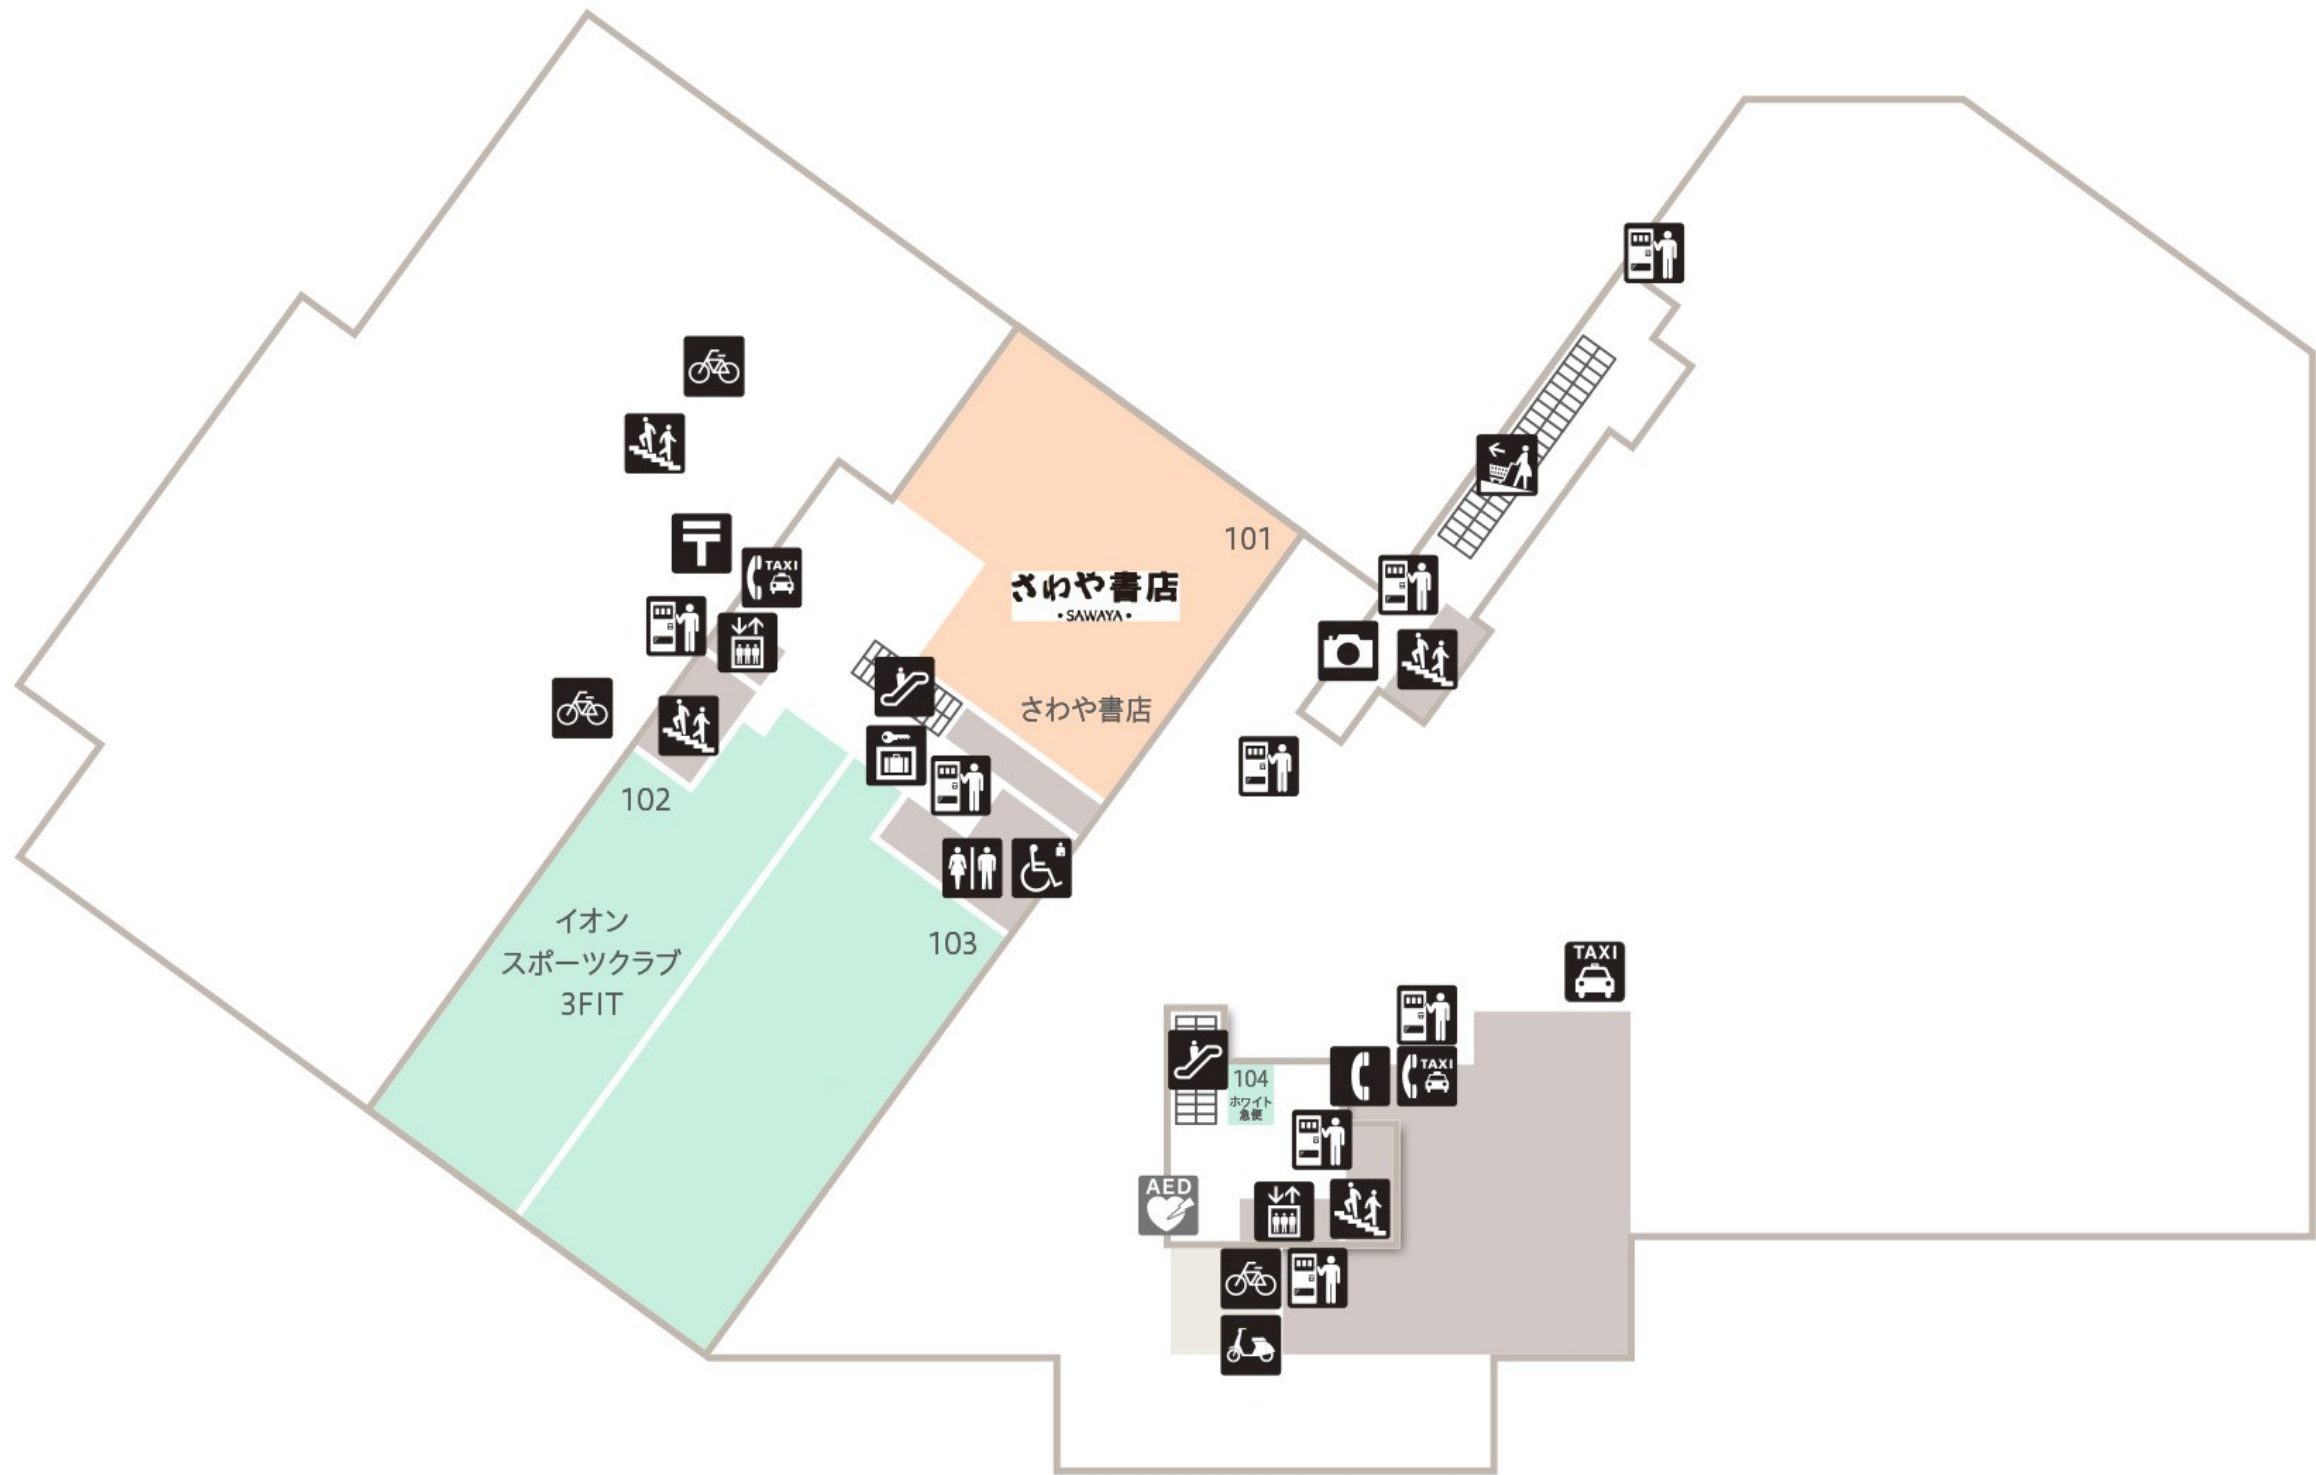 101
さわや書店
・SAWAYA・
さわや書店
TAXI
102
イオン
スポーツクラブ
3FIT
103
TAXI
TAXI
104
ホワイト
急便
AED